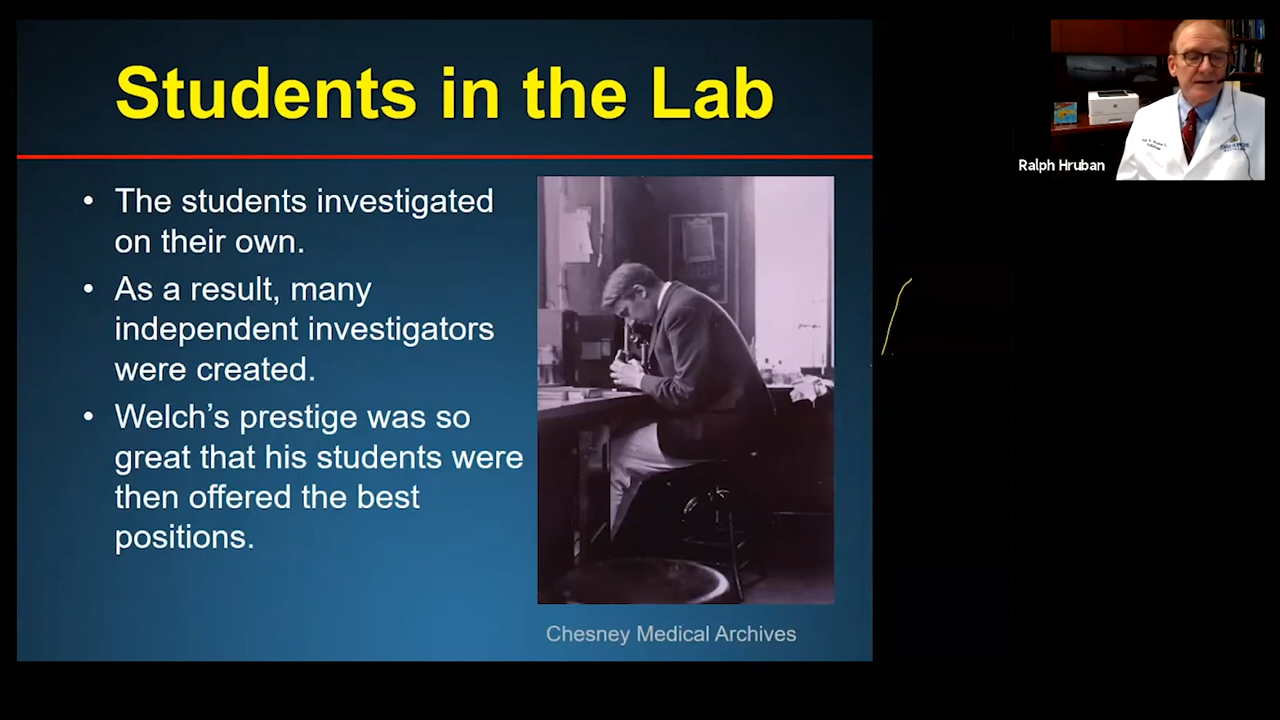 Students in the Lab
• The students investigated
on their own.
• As a result, many
independent investigators
were created.
• Welch’s prestige was so
great that his students were
then offered the best
positions.
Chesney Medical Archives
Ralph Hruban